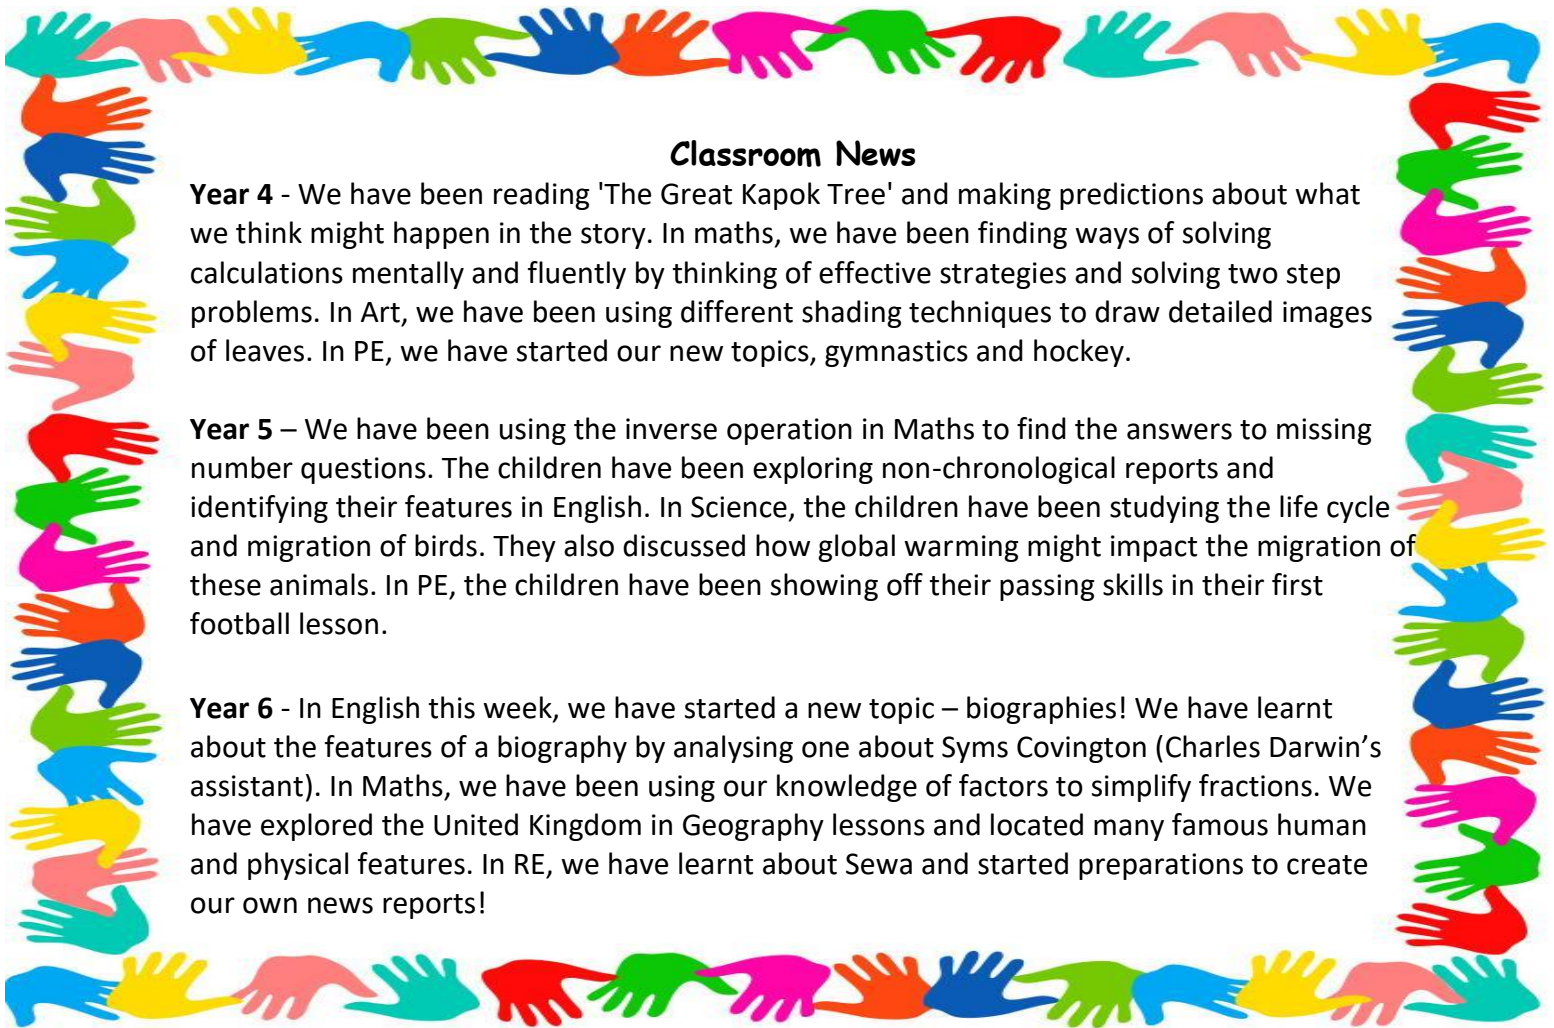 Classroom News
Year 4 - We have been reading 'The Great Kapok Tree' and making predictions about what
we think might happen in the story. In maths, we have been finding ways of solving
calculations mentally and fluently by thinking of effective strategies and solving two step
problems. In Art, we have been using different shading techniques to draw detailed images
of leaves. In PE, we have started our new topics, gymnastics and hockey.
Year 5 – We have been using the inverse operation in Maths to find the answers to missing
number questions. The children have been exploring non-chronological reports and
identifying their features in English. In Science, the children have been studying the life cycle
and migration of birds. They also discussed how global warming might impact the migration of
these animals. In PE, the children have been showing off their passing skills in their first
football lesson.
Year 6 - In English this week, we have started a new topic – biographies! We have learnt
about the features of a biography by analysing one about Syms Covington (Charles Darwin’s
assistant). In Maths, we have been using our knowledge of factors to simplify fractions. We
have explored the United Kingdom in Geography lessons and located many famous human
and physical features. In RE, we have learnt about Sewa and started preparations to create
our own news reports!